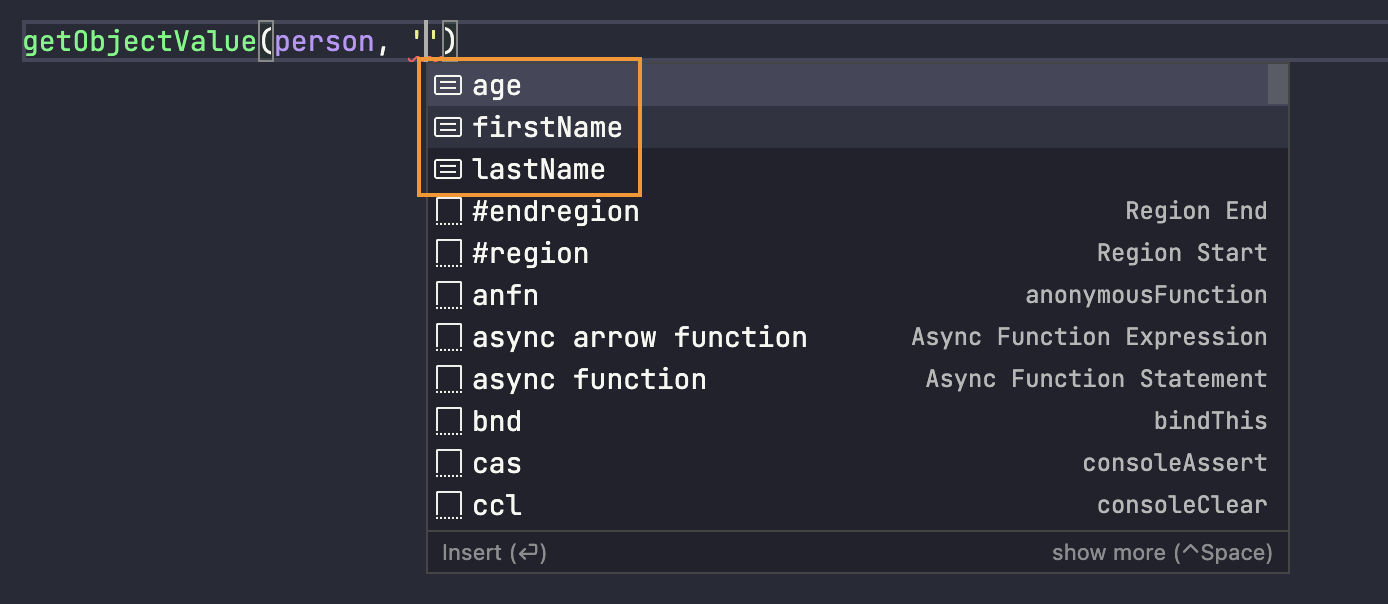 getObjectValue(person, '')
age
firstName
lastName
#endregion Region End
#region Region Start
anfn anonymousFunction
async arrow function Async Function Expression
async function Async Function Statement
bnd bindThis
cas consoleAssert
ccl consoleClear
Insert (⏎) show more (^Space)